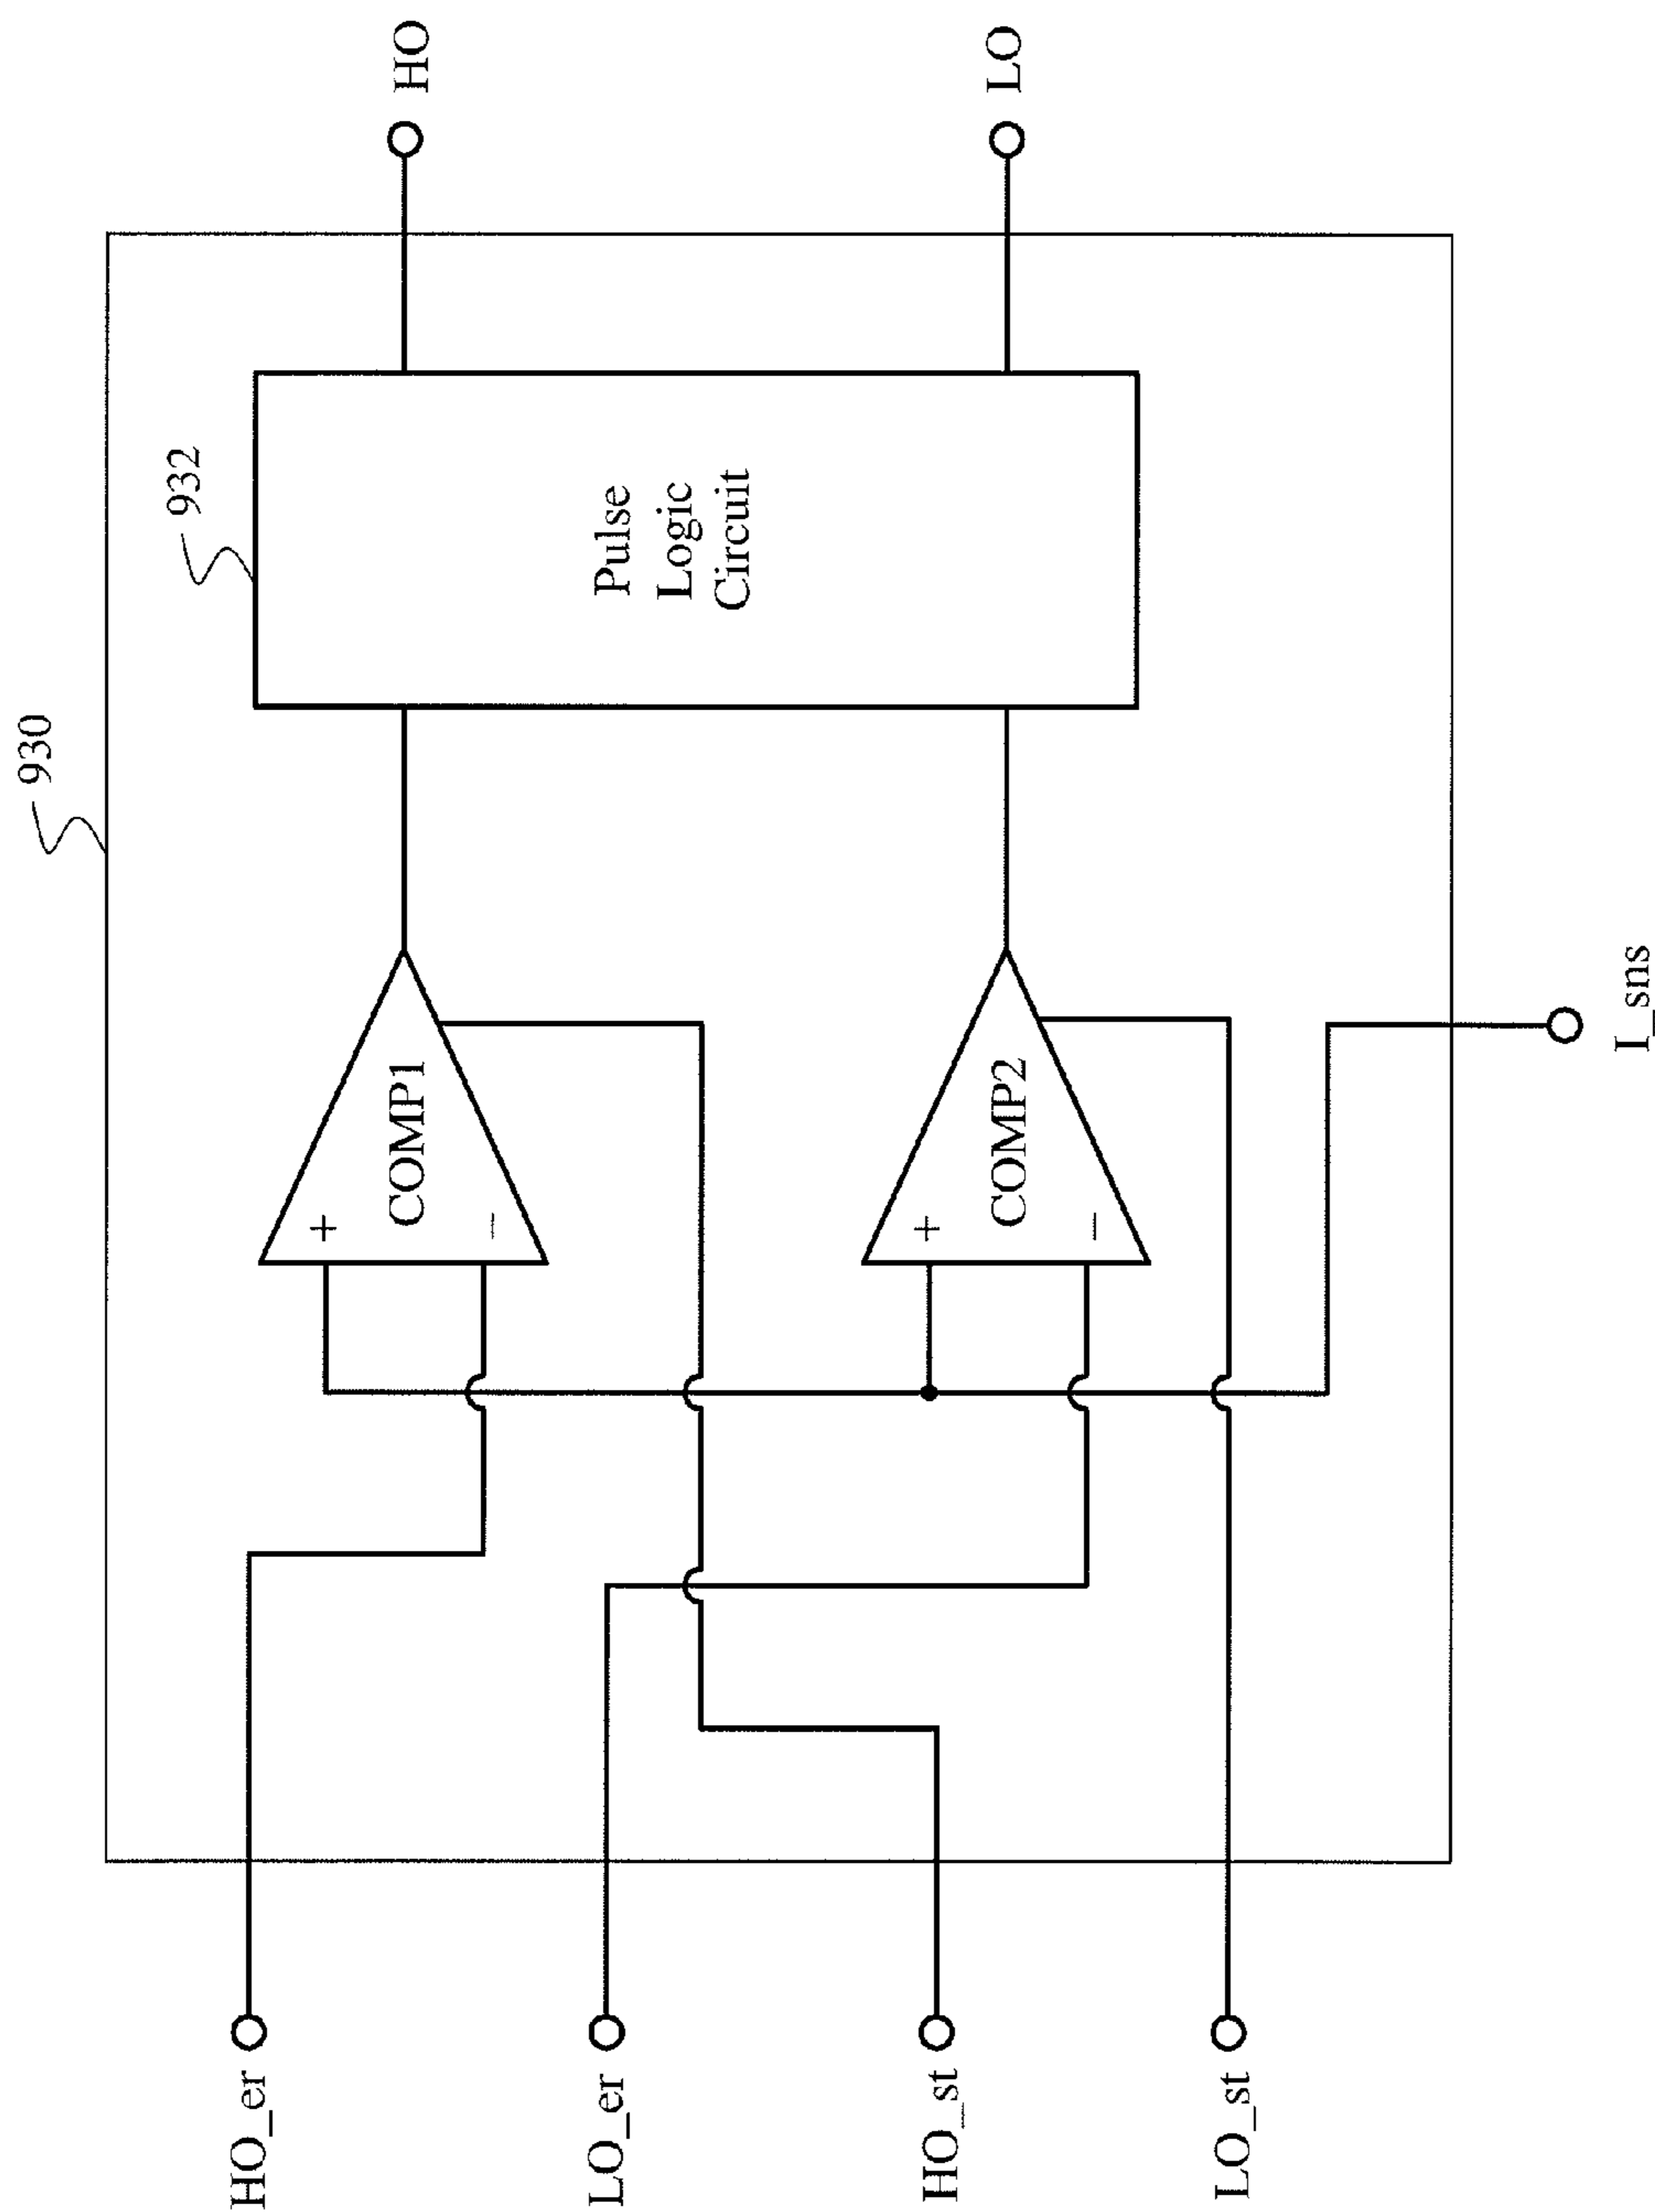 930
932
HO_er
LO_er
HO_st
LO_st
+
COMP1
−
+
COMP2
−
Pulse
Logic
Circuit
HO
LO
I_sns